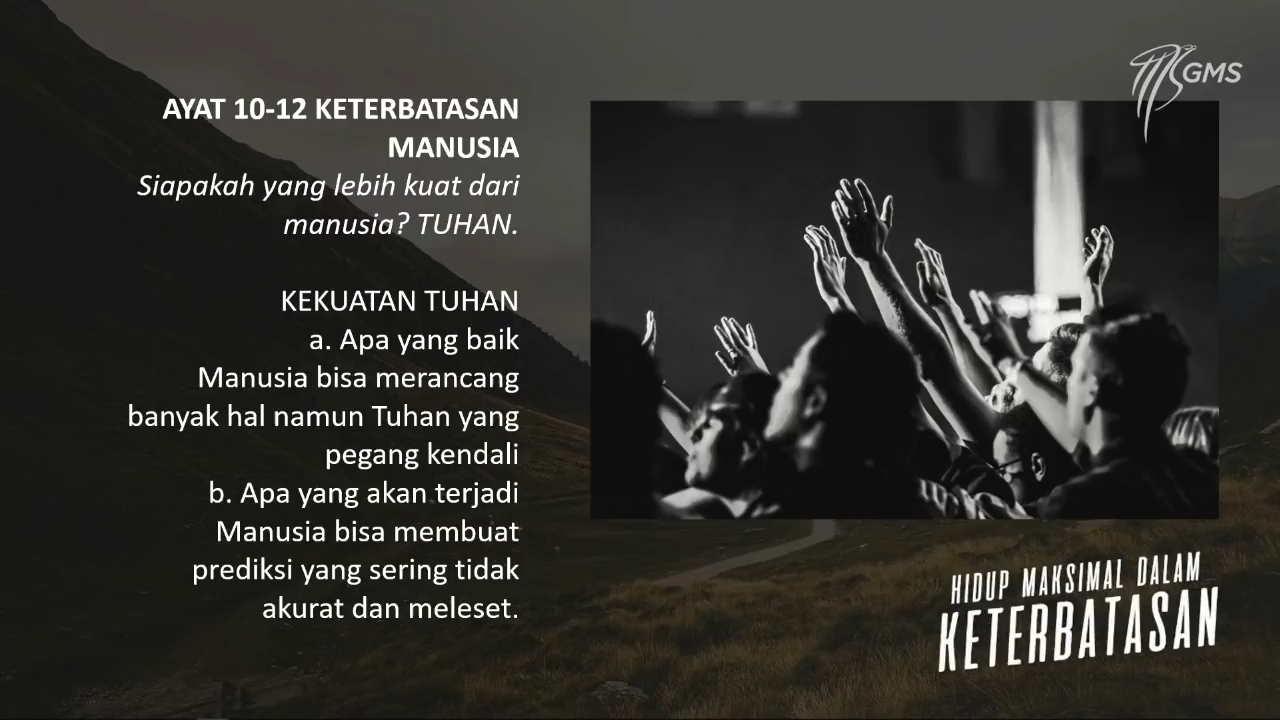 GMS
AYAT 10-12 KETERBATASAN
MANUSIA
Siapakah yang lebih kuat dari
manusia? TUHAN.
KEKUATAN TUHAN
a. Apa yang baik
Manusia bisa merancang
banyak hal namun Tuhan yang
pegang kendali
b. Apa yang akan terjadi
Manusia bisa membuat
prediksi yang sering tidak
akurat dan meleset.
HIDUP MAKSIMAL DALAM
KETERBATASAN